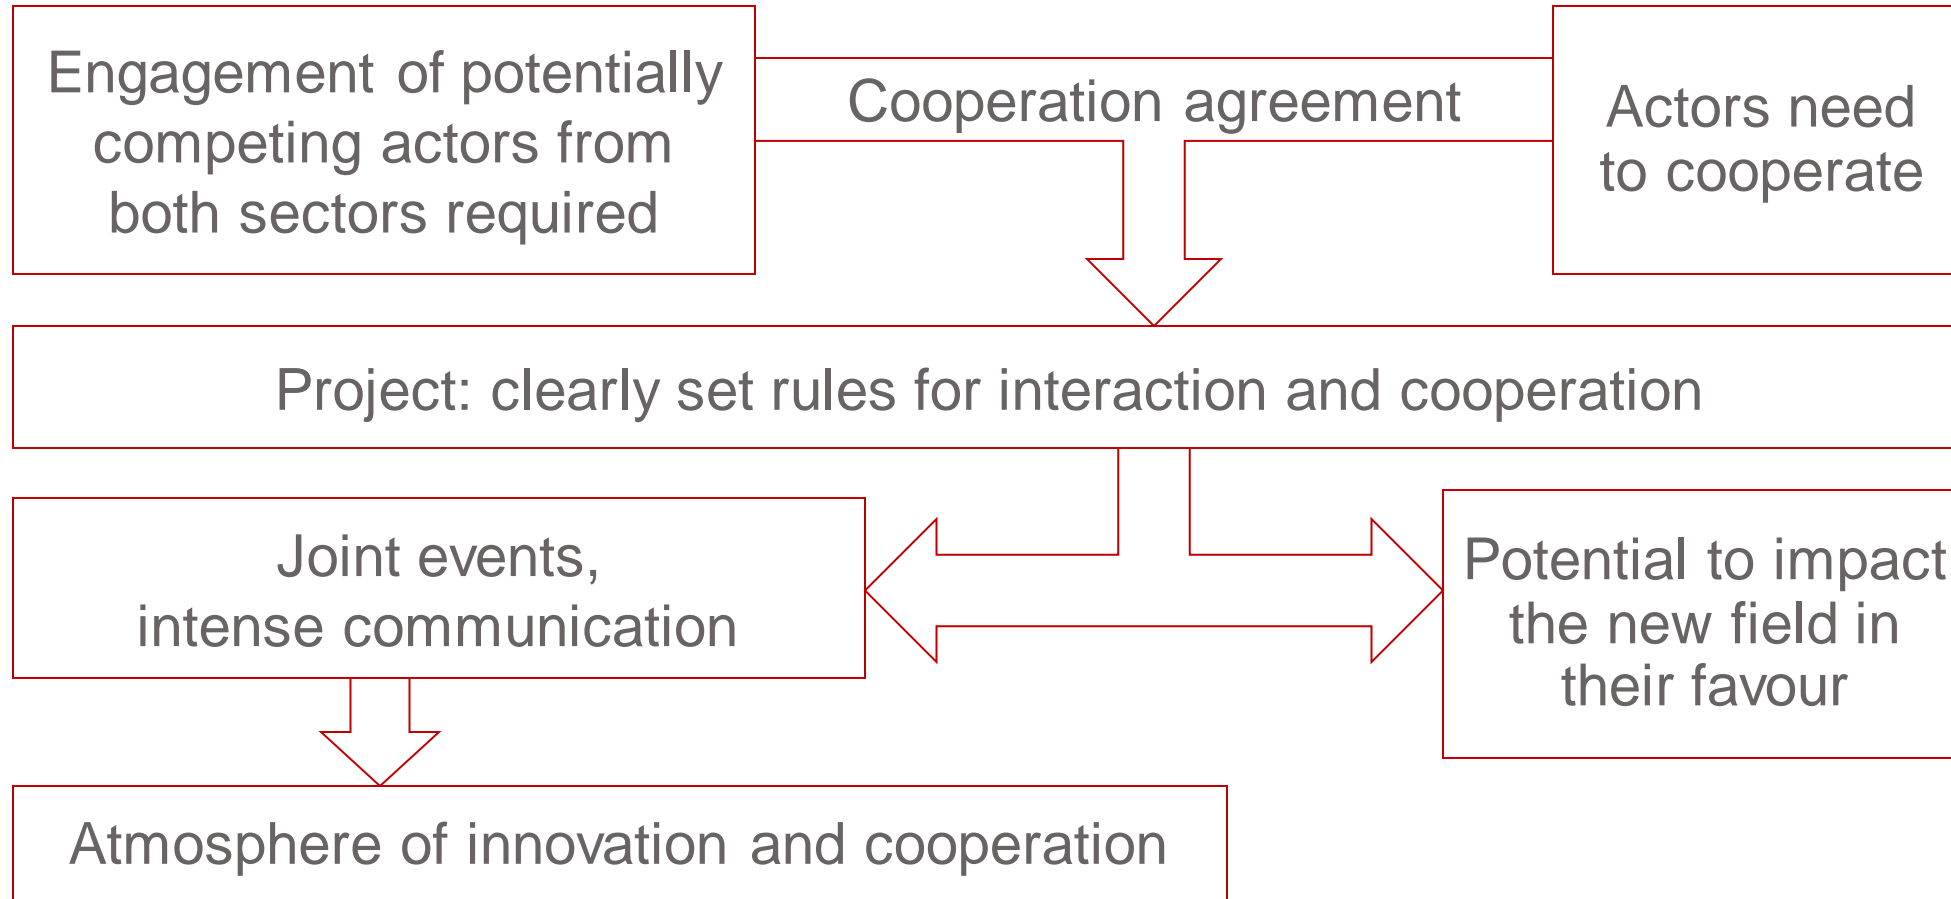 Engagement of potentially
competing actors from
both sectors required
Cooperation agreement
Actors need
to cooperate
Project: clearly set rules for interaction and cooperation
Joint events,
intense communication
Potential to impact
the new field in
their favour
Atmosphere of innovation and cooperation